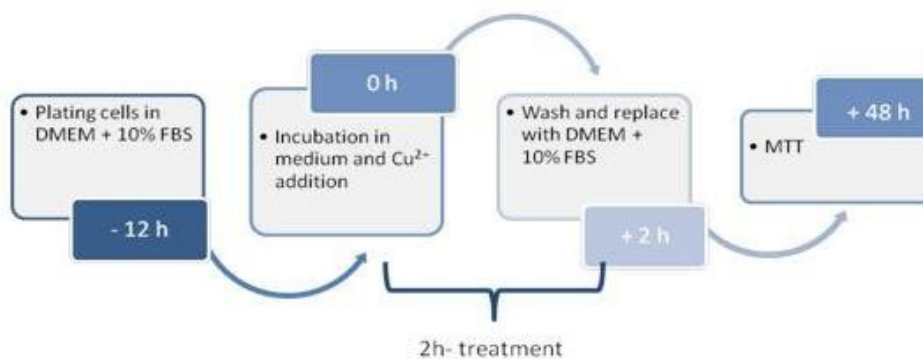 • Plating cells in
DMEM + 10% FBS
- 12 h
0 h
• Incubation in
medium and Cu²⁺
addition
• Wash and replace
with DMEM +
10% FBS
+ 2 h
+ 48 h
• MTT
2h- treatment